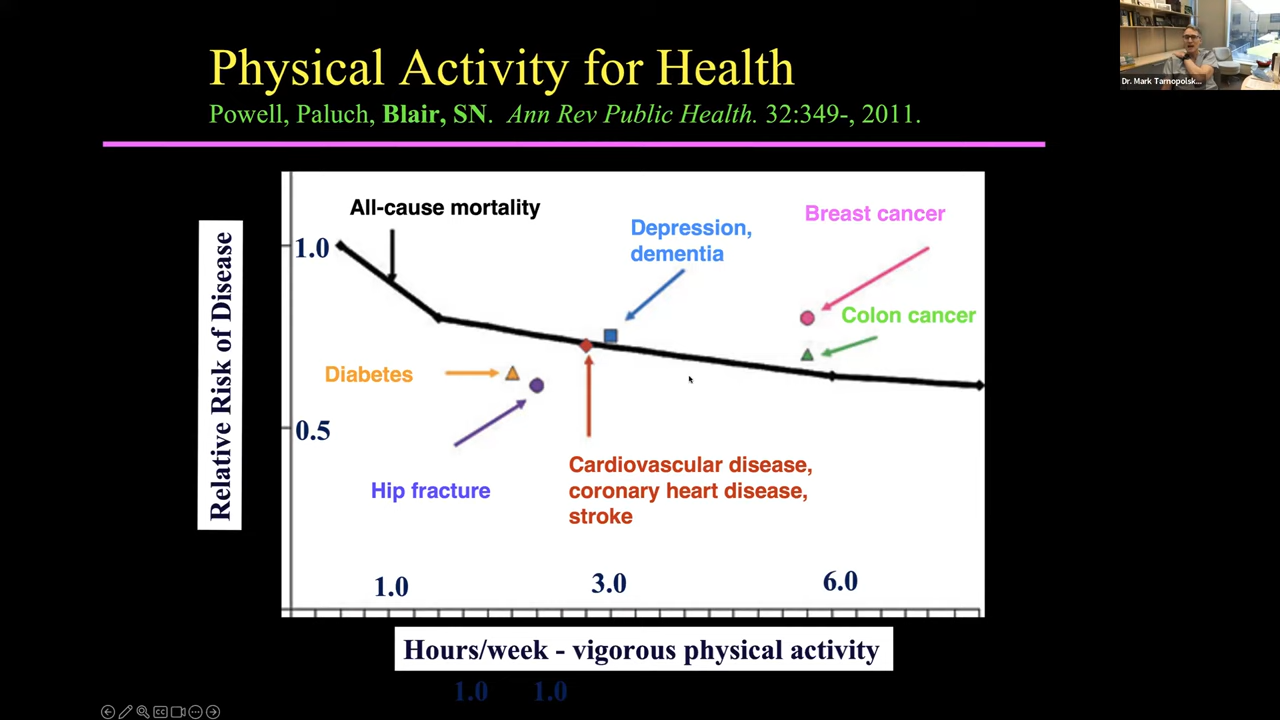 Physical Activity for Health
Powell, Paluch, Blair, SN. Ann Rev Public Health. 32:349-, 2011.
Dr. Mark Tarnopolsk...
Relative Risk of Disease
All-cause mortality
Depression,
dementia
Breast cancer
1.0
Colon cancer
Diabetes
0.5
Hip fracture
Cardiovascular disease,
coronary heart disease,
stroke
1.0 3.0 6.0
Hours/week - vigorous physical activity
1.0 1.0
CC